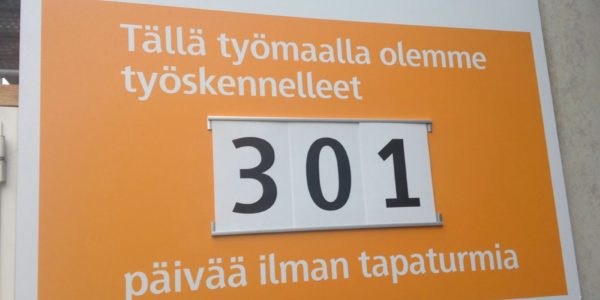 Tällä työmaalla olemme
työskennelleet
301
päivää ilman tapaturmia